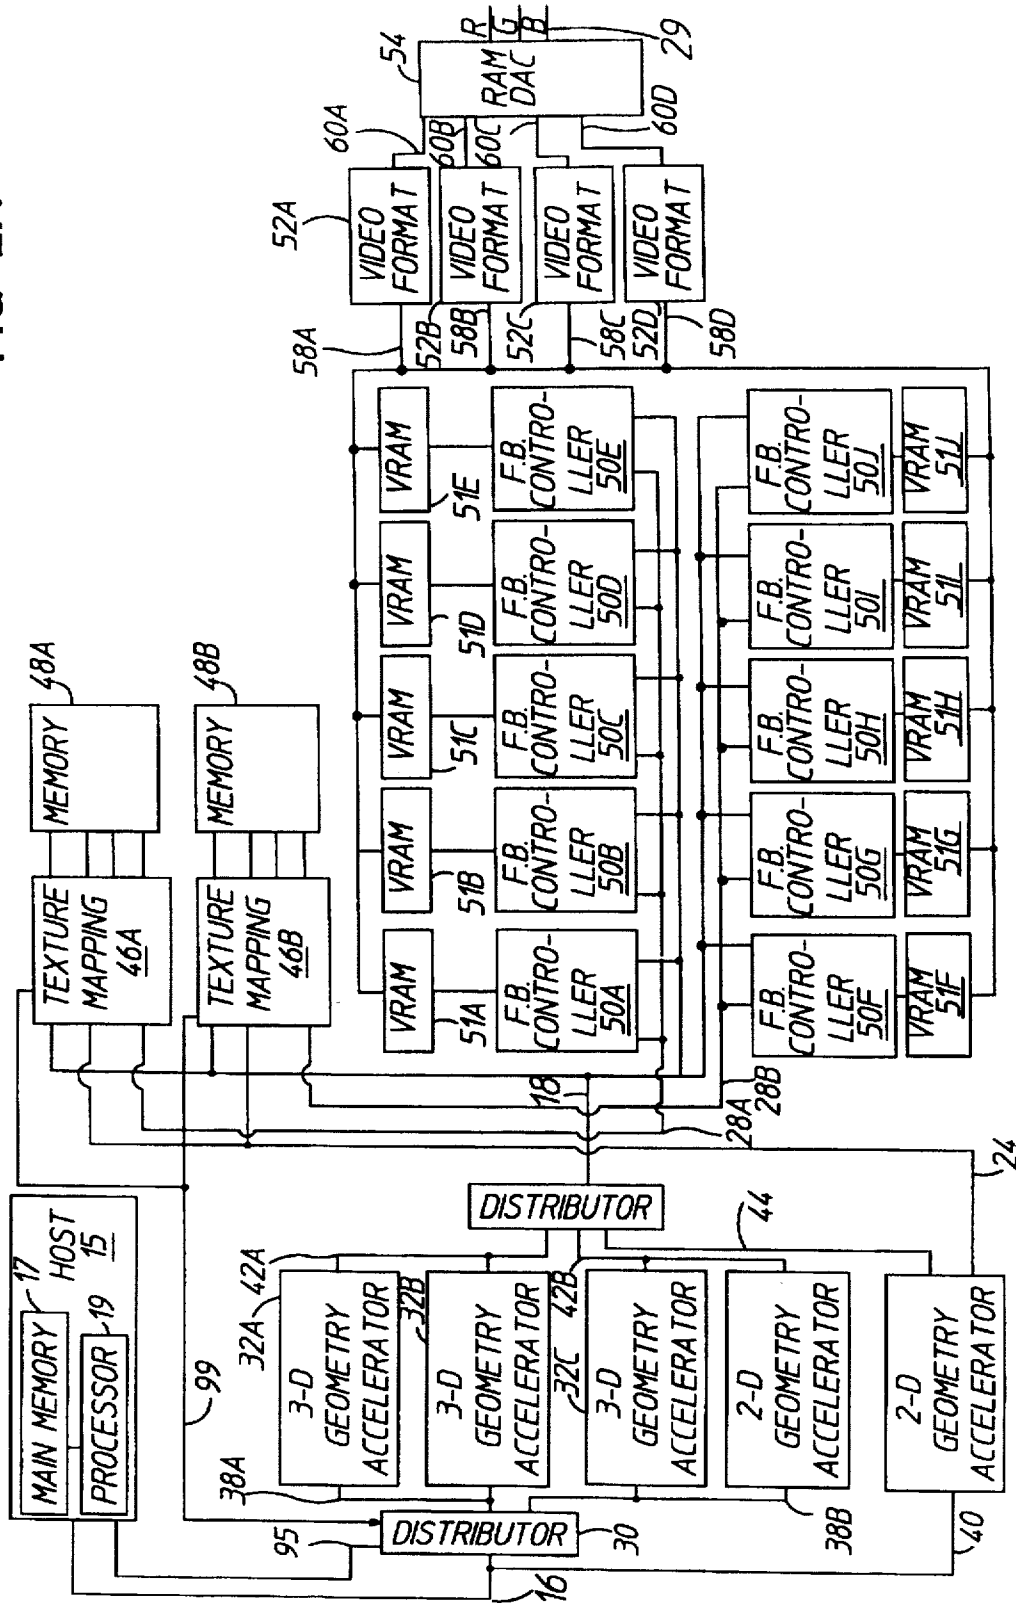 MAIN MEMORY
17
HOST
15
PROCESSOR
19
99
95
16
DISTRIBUTOR
30
38A
38B
40
3-D
GEOMETRY
ACCELERATOR
32A
42A
3-D
GEOMETRY
ACCELERATOR
32B
3-D
GEOMETRY
ACCELERATOR
32C
42B
2-D
GEOMETRY
ACCELERATOR
2-D
GEOMETRY
ACCELERATOR
44
24
DISTRIBUTOR
18
28A
28B
TEXTURE
MAPPING
46A
MEMORY
48A
TEXTURE
MAPPING
46B
MEMORY
48B
VRAM
51A
VRAM
51B
VRAM
51C
VRAM
51D
VRAM
51E
F.B.
CONTRO-
LLER
50A
F.B.
CONTRO-
LLER
50B
F.B.
CONTRO-
LLER
50C
F.B.
CONTRO-
LLER
50D
F.B.
CONTRO-
LLER
50E
F.B.
CONTRO-
LLER
50F
F.B.
CONTRO-
LLER
50G
F.B.
CONTRO-
LLER
50H
F.B.
CONTRO-
LLER
50I
F.B.
CONTRO-
LLER
50J
VRAM
51F
VRAM
51G
VRAM
51H
VRAM
51I
VRAM
51J
58A
52A
VIDEO
FORMAT
60A
52B
58B
VIDEO
FORMAT
60B
52C
58C
VIDEO
FORMAT
60C
52D
58D
VIDEO
FORMAT
60D
54
RAM
DAC
R
G
B
29